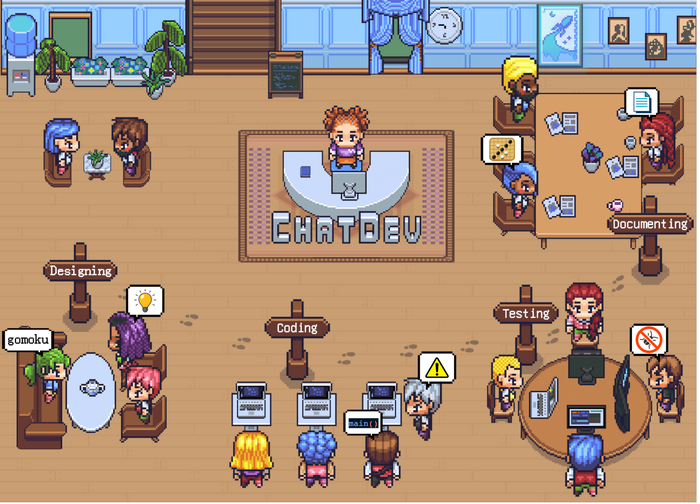 CHATDEV
Documenting
Designing
Coding
Testing
gomoku
main()